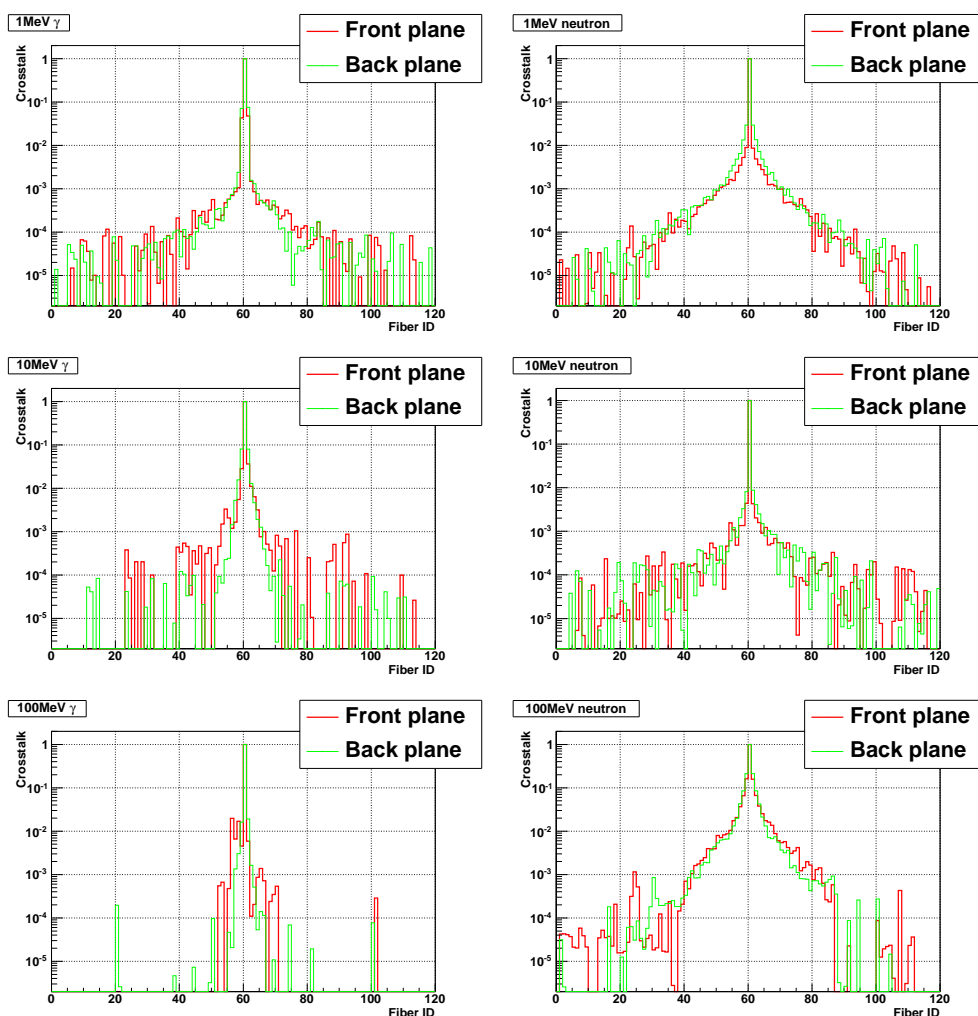 1MeV γ
Front plane
Back plane
Crosstalk
1
10-1
10-2
10-3
10-4
10-5
0 20 40 60 80 100 120
Fiber ID
1MeV neutron
Front plane
Back plane
Crosstalk
1
10-1
10-2
10-3
10-4
10-5
0 20 40 60 80 100 120
Fiber ID
10MeV γ
Front plane
Back plane
Crosstalk
1
10-1
10-2
10-3
10-4
10-5
0 20 40 60 80 100 120
Fiber ID
10MeV neutron
Front plane
Back plane
Crosstalk
1
10-1
10-2
10-3
10-4
10-5
0 20 40 60 80 100 120
Fiber ID
100MeV γ
Front plane
Back plane
Crosstalk
1
10-1
10-2
10-3
10-4
10-5
0 20 40 60 80 100 120
Fiber ID
100MeV neutron
Front plane
Back plane
Crosstalk
1
10-1
10-2
10-3
10-4
10-5
0 20 40 60 80 100 120
Fiber ID